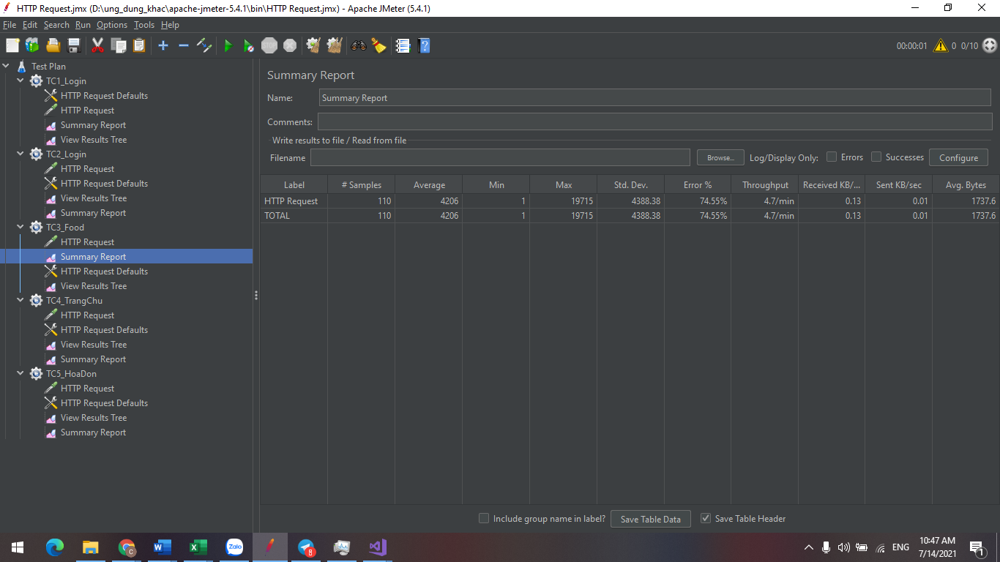 HTTP Request.jmx (D:\ung_dung_khac\apache-jmeter-5.4.1\bin\HTTP Request.jmx) - Apache JMeter (5.4.1)
File Edit Search Run Options Tools Help
STOP 00:00:01 0 0/10
Test Plan
TC1_Login
HTTP Request Defaults
HTTP Request
Summary Report
View Results Tree
TC2_Login
HTTP Request
HTTP Request Defaults
View Results Tree
Summary Report
TC3_Food
HTTP Request
Summary Report
HTTP Request Defaults
View Results Tree
TC4_TrangChu
HTTP Request
HTTP Request Defaults
View Results Tree
Summary Report
TC5_HoaDon
HTTP Request
HTTP Request Defaults
View Results Tree
Summary Report
Summary Report
Name: Summary Report
Comments:
Write results to file / Read from file
Filename Browse... Log/Display Only: Errors Successes Configure
Label # Samples Average Min Max Std. Dev. Error % Throughput Received KB/... Sent KB/sec Avg. Bytes
HTTP Request 110 4206 1 19715 4388.38 74.55% 4.7/min 0.13 0.01 1737.6
TOTAL 110 4206 1 19715 4388.38 74.55% 4.7/min 0.13 0.01 1737.6
Include group name in label? Save Table Data Save Table Header
C W X Zalo 8 ENG 10:47 AM
7/14/2021 1